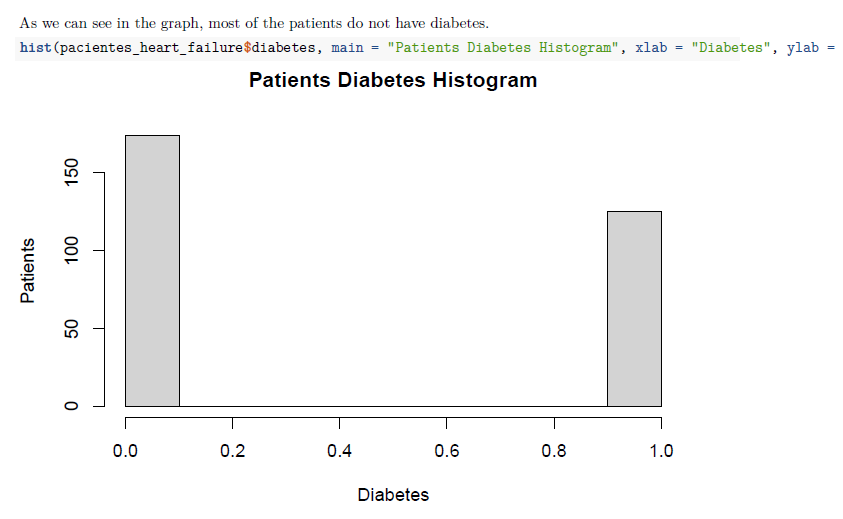 As we can see in the graph, most of the patients do not have diabetes.
hist(pacientes_heart_failure$diabetes, main = "Patients Diabetes Histogram", xlab = "Diabetes", ylab =
Patients Diabetes Histogram
Patients
150
100
50
0
0.0 0.2 0.4 0.6 0.8 1.0
Diabetes